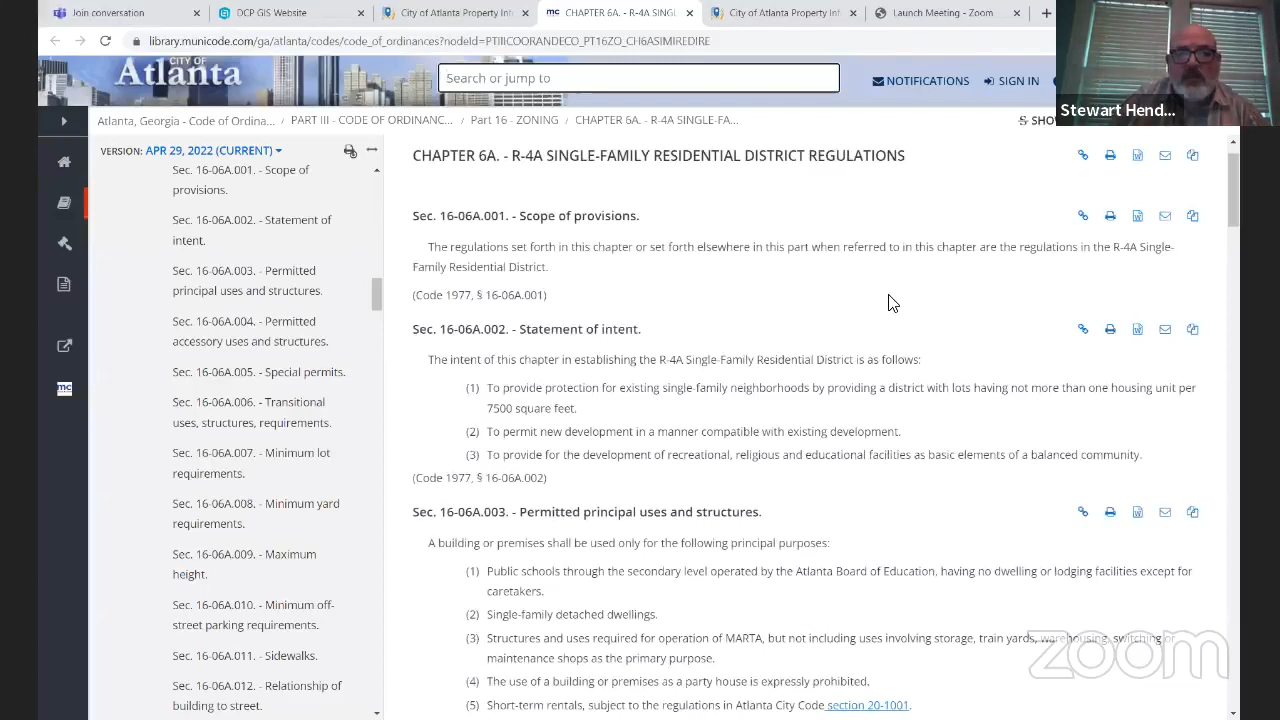 Join conversation
DCP GIS Website
City of Atlanta Property Info
mc CHAPTER 6A. - R-4A SINGL
City of Atlanta Property
Launch Meeting - Zoom
library.municode.com/ga/atlanta/codes/code_of_ordinances?nodeId=PTIIICOORANDECO_PT16ZO_CH6ASIMIREDIRE
CITY OF
Atlanta
Search or jump to
NOTIFICATIONS
SIGN IN
Stewart Hend...
Atlanta, Georgia - Code of Ordina... / PART III - CODE OF ORDINANC... / Part 16 - ZONING / CHAPTER 6A. - R-4A SINGLE-FA...
SHOW
VERSION: APR 29, 2022 (CURRENT)
Sec. 16-06A.001. - Scope of
provisions.
Sec. 16-06A.002. - Statement of
intent.
Sec. 16-06A.003. - Permitted
principal uses and structures.
Sec. 16-06A.004. - Permitted
accessory uses and structures.
Sec. 16-06A.005. - Special permits.
Sec. 16-06A.006. - Transitional
uses, structures, requirements.
Sec. 16-06A.007. - Minimum lot
requirements.
Sec. 16-06A.008. - Minimum yard
requirements.
Sec. 16-06A.009. - Maximum
height.
Sec. 16-06A.010. - Minimum off-
street parking requirements.
Sec. 16-06A.011. - Sidewalks.
Sec. 16-06A.012. - Relationship of
building to street.
mc
CHAPTER 6A. - R-4A SINGLE-FAMILY RESIDENTIAL DISTRICT REGULATIONS
Sec. 16-06A.001. - Scope of provisions.
The regulations set forth in this chapter or set forth elsewhere in this part when referred to in this chapter are the regulations in the R-4A Single-
Family Residential District.
(Code 1977, § 16-06A.001)
Sec. 16-06A.002. - Statement of intent.
The intent of this chapter in establishing the R-4A Single-Family Residential District is as follows:
(1) To provide protection for existing single-family neighborhoods by providing a district with lots having not more than one housing unit per
7500 square feet.
(2) To permit new development in a manner compatible with existing development.
(3) To provide for the development of recreational, religious and educational facilities as basic elements of a balanced community.
(Code 1977, § 16-06A.002)
Sec. 16-06A.003. - Permitted principal uses and structures.
A building or premises shall be used only for the following principal purposes:
(1) Public schools through the secondary level operated by the Atlanta Board of Education, having no dwelling or lodging facilities except for
caretakers.
(2) Single-family detached dwellings.
(3) Structures and uses required for operation of MARTA, but not including uses involving storage, train yards, warehousing, switching or
maintenance shops as the primary purpose.
(4) The use of a building or premises as a party house is expressly prohibited.
(5) Short-term rentals, subject to the regulations in Atlanta City Code section 20-1001.
zoom